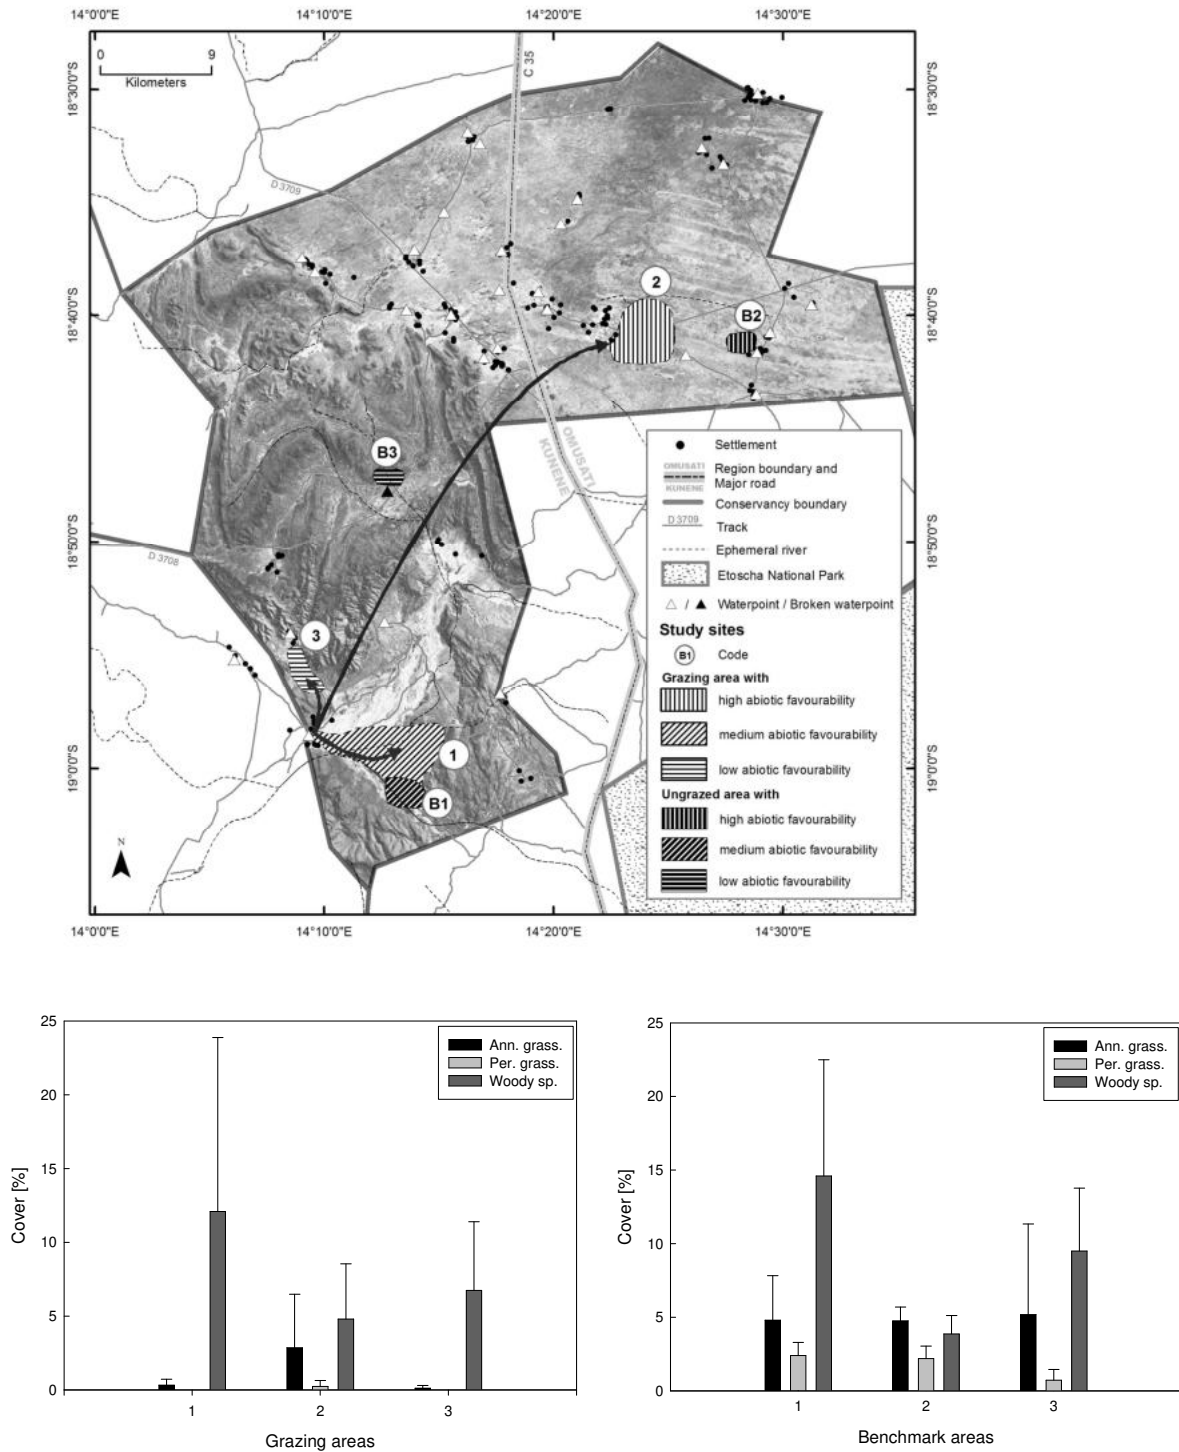 14°0'0"E 14°10'0"E 14°20'0"E 14°30'0"E
0 9
Kilometers
C 35
18°30'0"S 18°30'0"S
D 3709
2
B2
18°40'0"S 18°40'0"S
B3
OMUSATI
KUNENE
18°50'0"S 18°50'0"S
D 3708
3
1
B1
19°0'0"S 19°0'0"S
N
Settlement
OMUSATI
KUNENE
Region boundary and
Major road
Conservancy boundary
D 3709
Track
Ephemeral river
Etoscha National Park
/ Waterpoint / Broken waterpoint
Study sites
B1 Code
Grazing area with
high abiotic favourability
medium abiotic favourability
low abiotic favourability
Ungrazed area with
high abiotic favourability
medium abiotic favourability
low abiotic favourability
14°0'0"E 14°10'0"E 14°20'0"E 14°30'0"E
25
20
15
10
5
0
Cover [%]
Ann. grass.
Per. grass.
Woody sp.
1 2 3
Grazing areas
25
20
15
10
5
0
Cover [%]
Ann. grass.
Per. grass.
Woody sp.
1 2 3
Benchmark areas